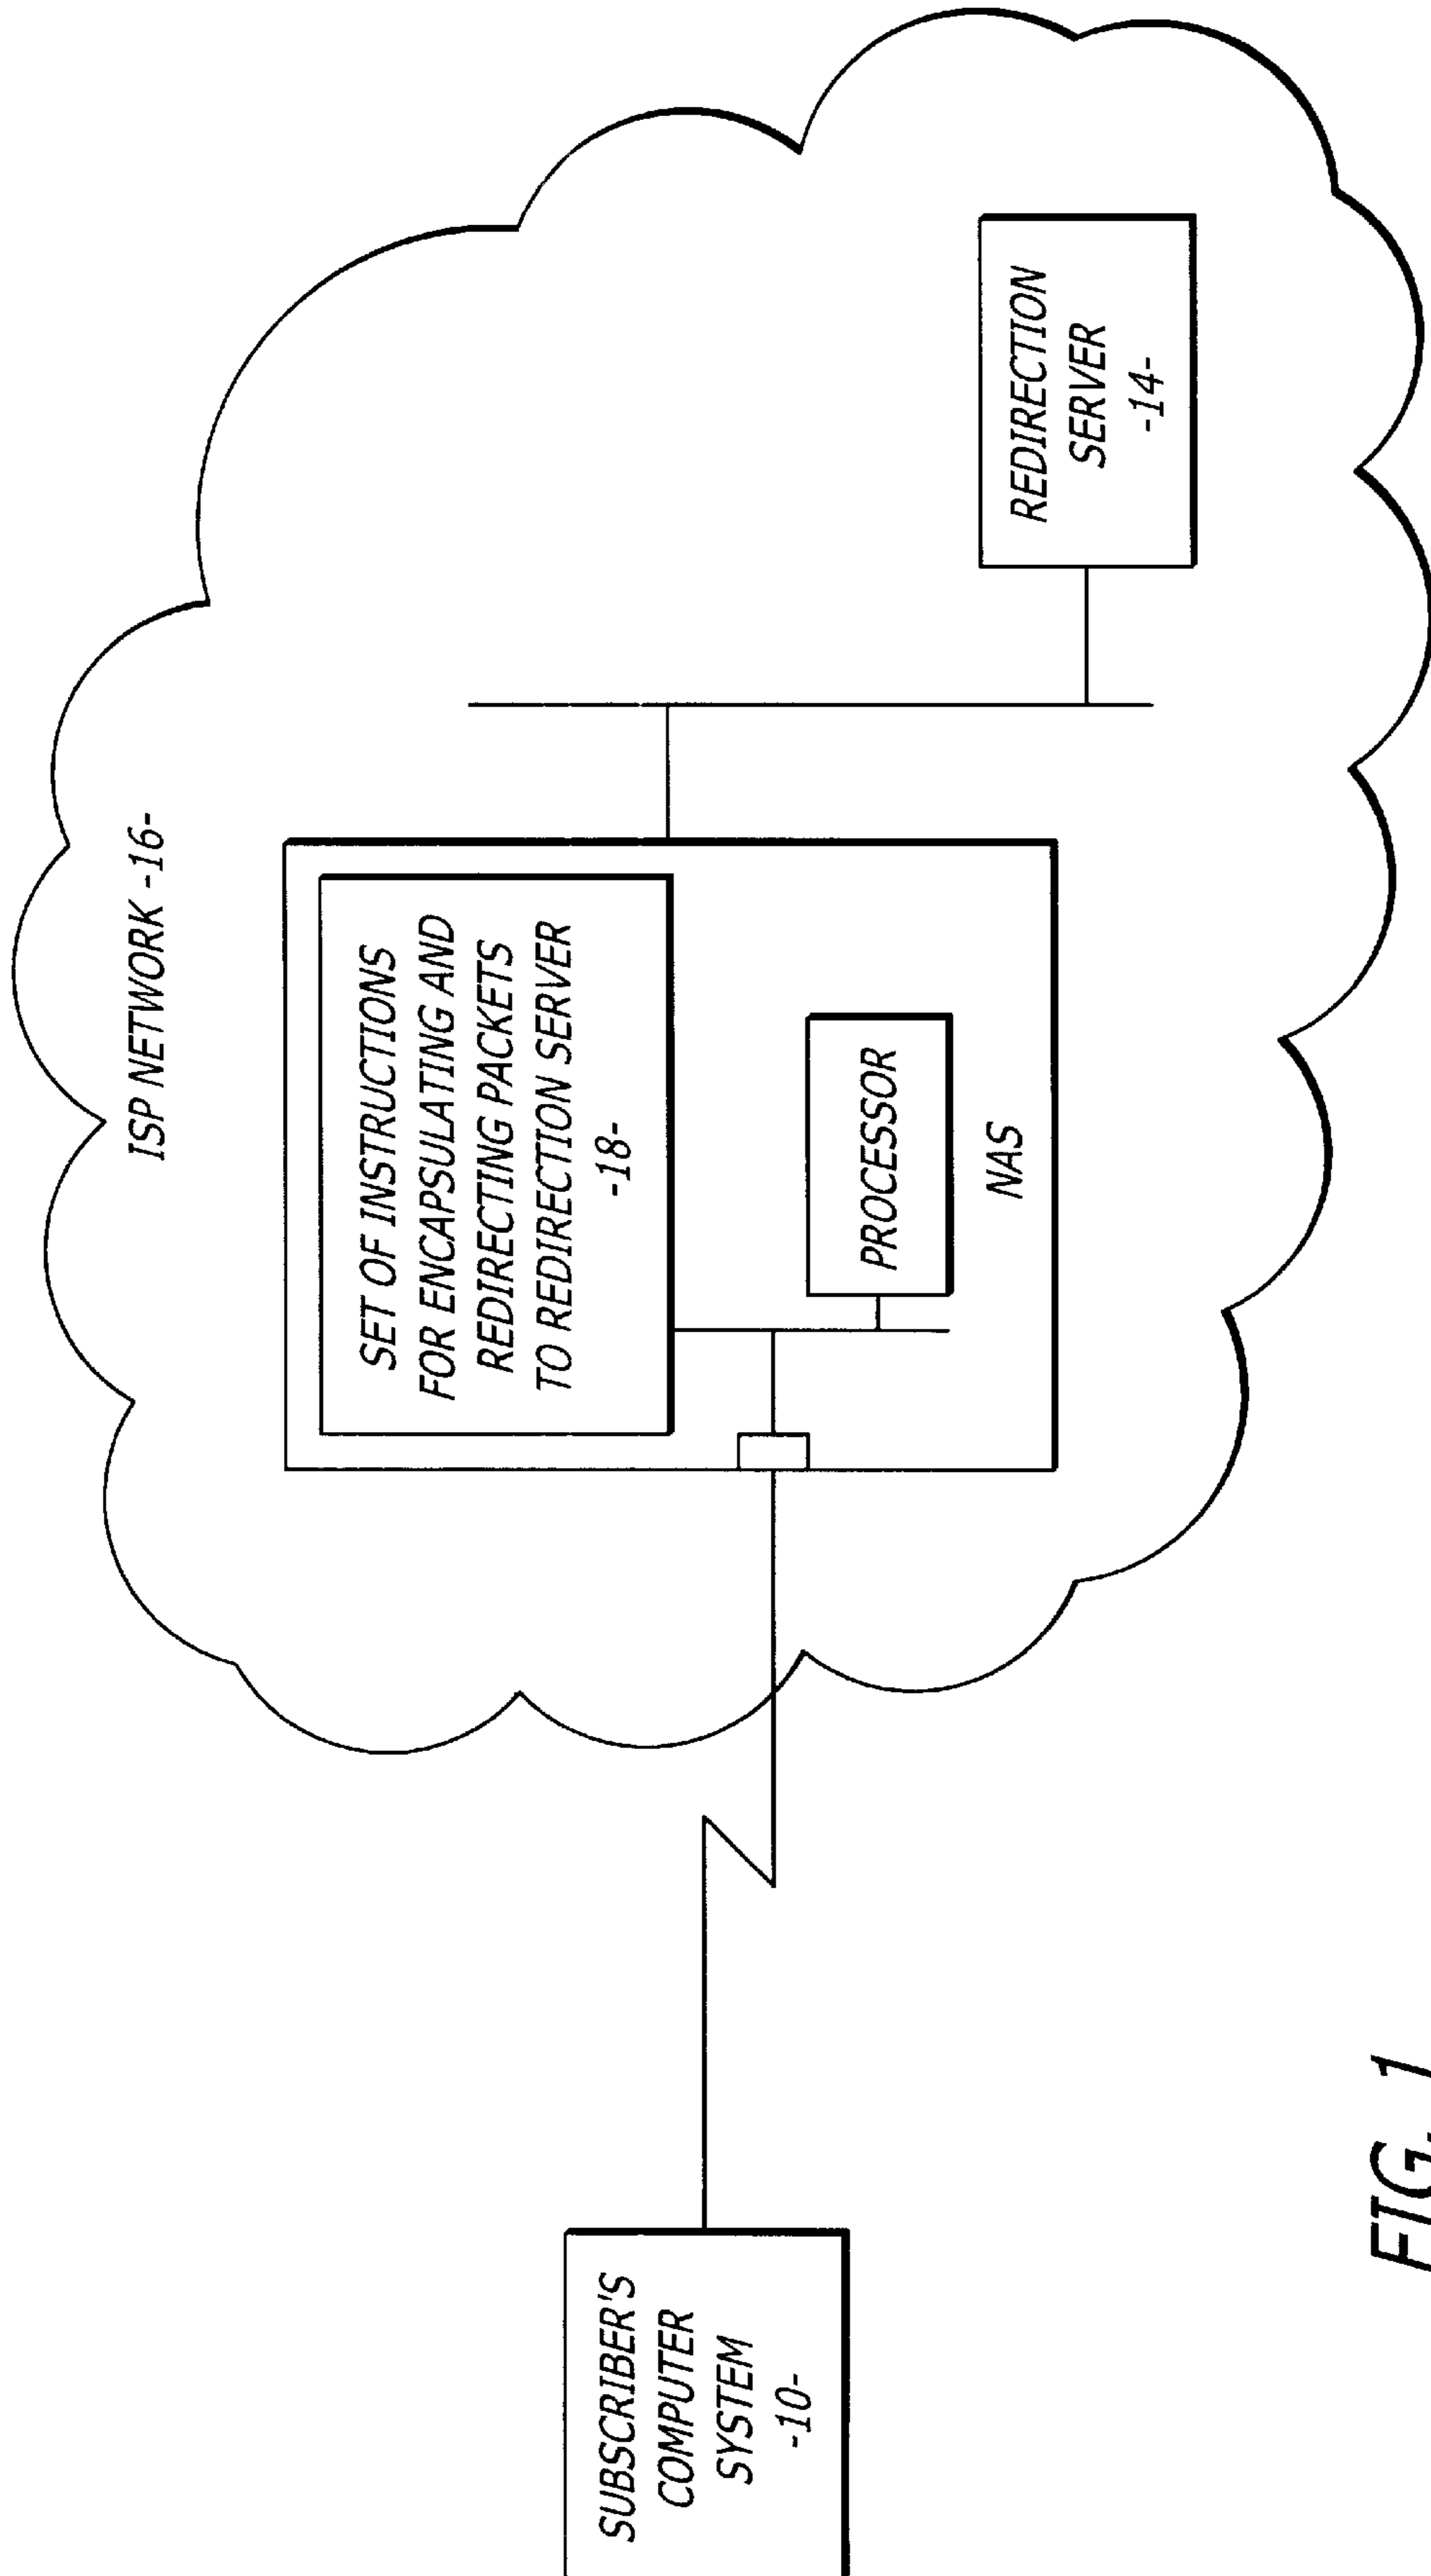 ISP NETWORK -16-
SET OF INSTRUCTIONS
FOR ENCAPSULATING AND
REDIRECTING PACKETS
TO REDIRECTION SERVER
-18-
PROCESSOR
NAS
REDIRECTION
SERVER
-14-
SUBSCRIBER'S
COMPUTER
SYSTEM
-10-
FIG. 1